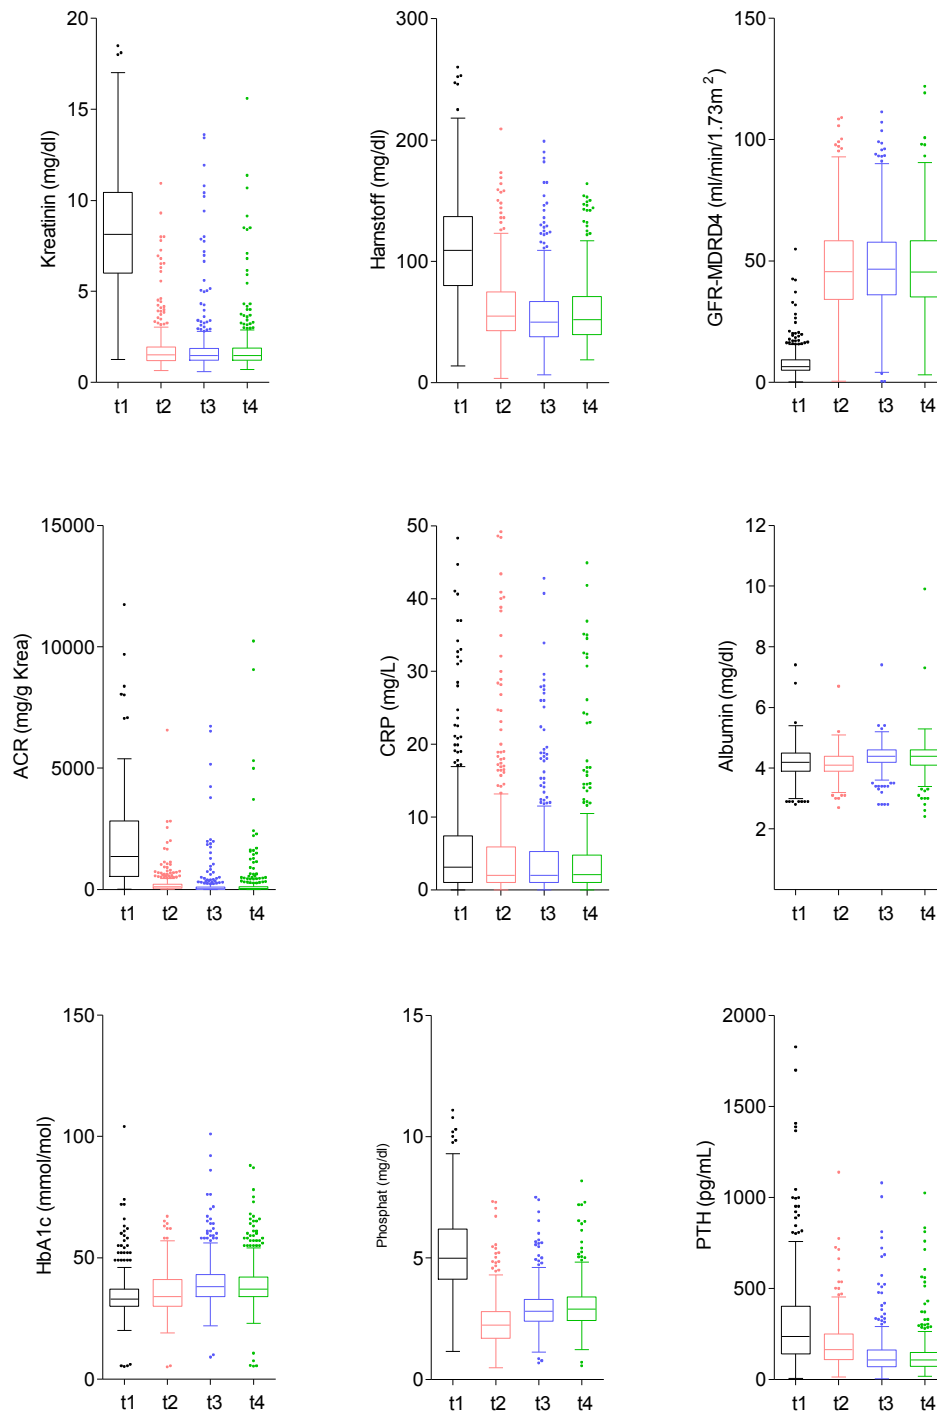 Kreatinin (mg/dl)
20
15
10
5
0
t1 t2 t3 t4
Harnstoff (mg/dl)
300
200
100
0
t1 t2 t3 t4
GFR-MDRD4 (ml/min/1.73m²)
150
100
50
0
t1 t2 t3 t4
ACR (mg/g Krea)
15000
10000
5000
0
t1 t2 t3 t4
CRP (mg/L)
50
40
30
20
10
0
t1 t2 t3 t4
Albumin (mg/dl)
12
10
8
6
4
2
t1 t2 t3 t4
HbA1c (mmol/mol)
150
100
50
0
t1 t2 t3 t4
Phosphat (mg/dl)
15
10
5
0
t1 t2 t3 t4
PTH (pg/mL)
2000
1500
1000
500
0
t1 t2 t3 t4